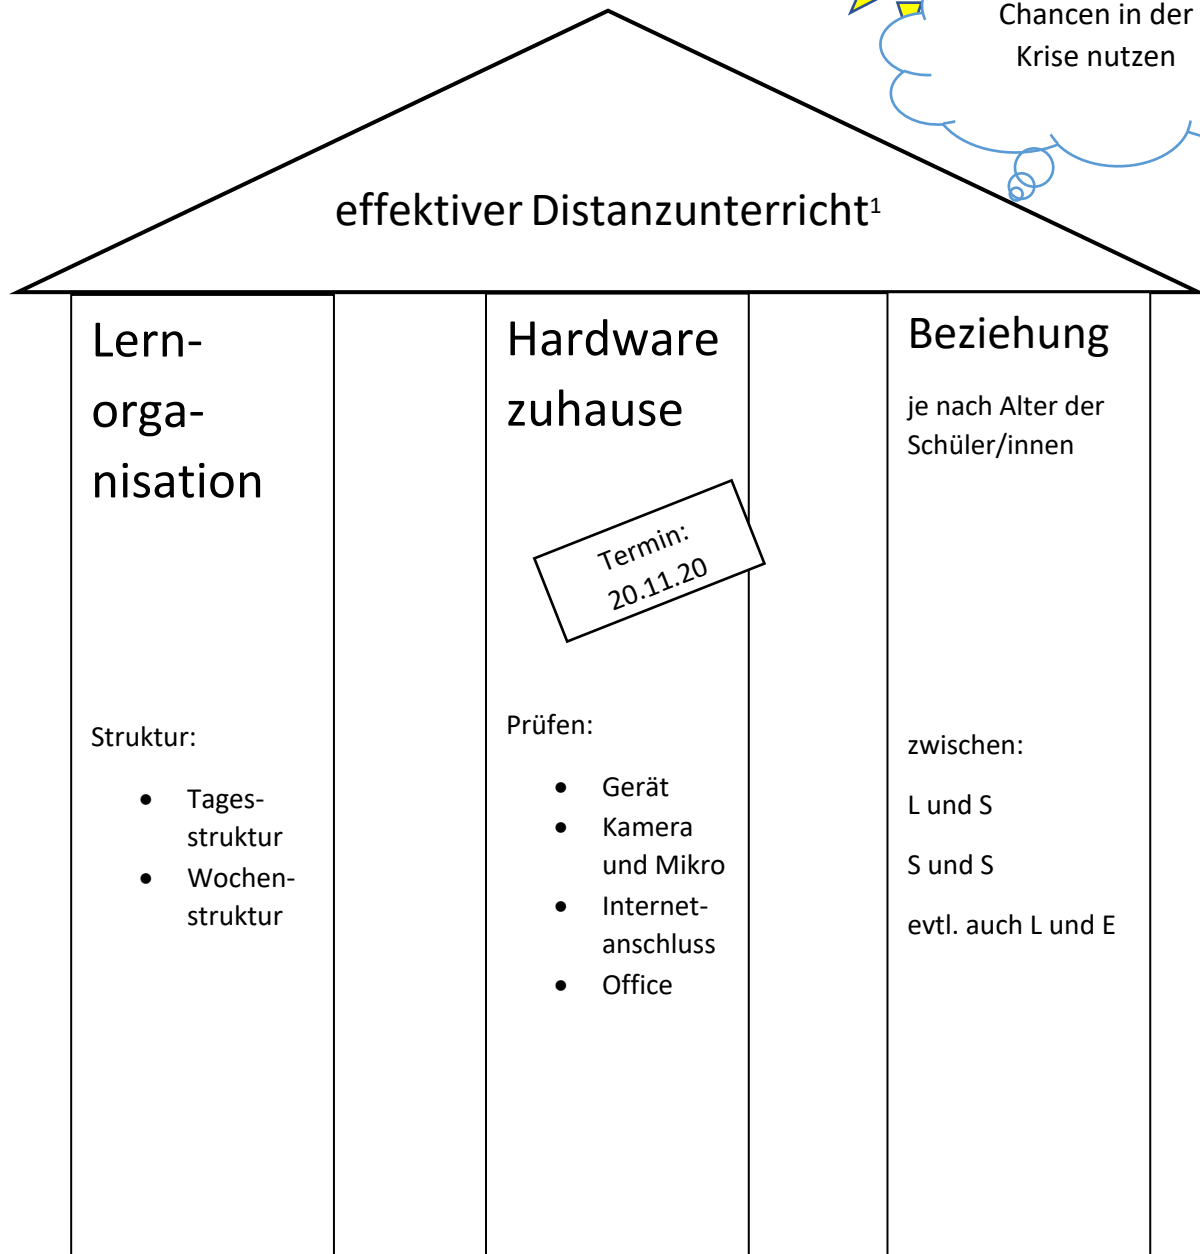 Chancen in der
Krise nutzen
effektiver Distanzunterricht¹
Lern-
orga-
nisation
Struktur:
• Tages-
struktur
• Wochen-
struktur
Hardware
zuhause
Termin:
20.11.20
Prüfen:
• Gerät
• Kamera
und Mikro
• Internet-
anschluss
• Office
Beziehung
je nach Alter der
Schüler/innen
zwischen:
L und S
S und S
evtl. auch L und E